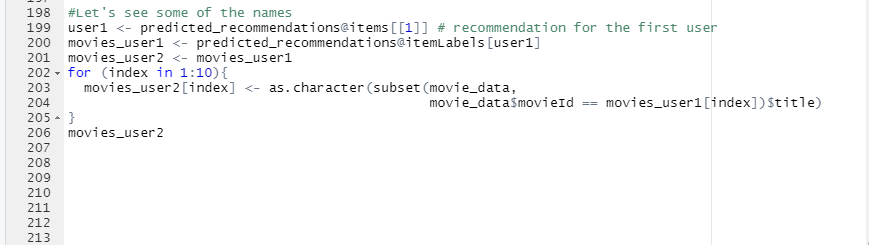 198 #Let's see some of the names
199 user1 <- predicted_recommendations@items[[1]] # recommendation for the first user
200 movies_user1 <- predicted_recommendations@itemLabels[user1]
201 movies_user2 <- movies_user1
202 for (index in 1:10){
203   movies_user2[index] <- as.character(subset(movie_data,
204                                              movie_data$movieId == movies_user1[index])$title)
205 }
206 movies_user2
207
208
209
210
211
212
213